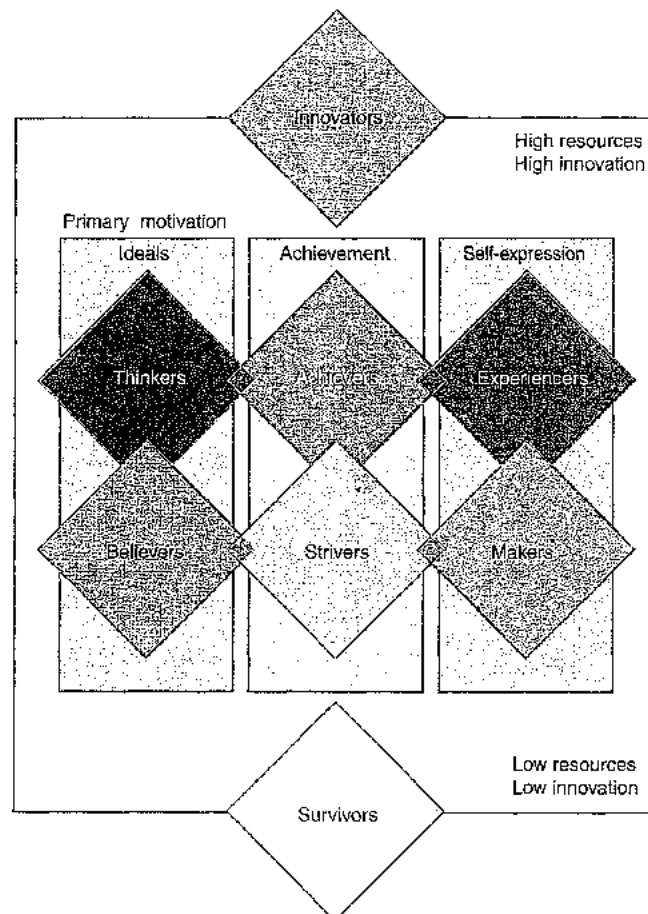 Innovators
High resources
High innovation
Primary motivation
Ideals
Achievement
Self-expression
Thinkers
Achievers
Experiencers
Believers
Strivers
Makers
Low resources
Low innovation
Survivors